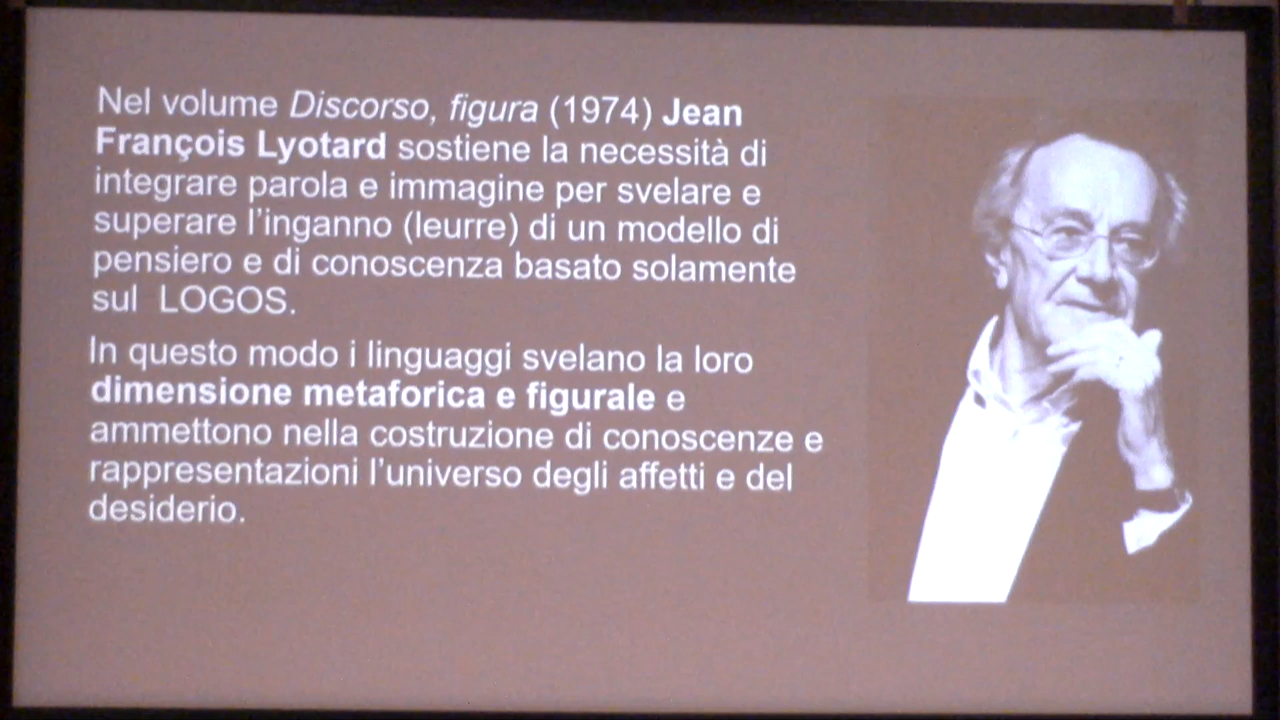 Nel volume Discorso, figura (1974) Jean
François Lyotard sostiene la necessità di
integrare parola e immagine per svelare e
superare l'inganno (leurre) di un modello di
pensiero e di conoscenza basato solamente
sul LOGOS.
In questo modo i linguaggi svelano la loro
dimensione metaforica e figurale e
ammettono nella costruzione di conoscenze e
rappresentazioni l'universo degli affetti e del
desiderio.